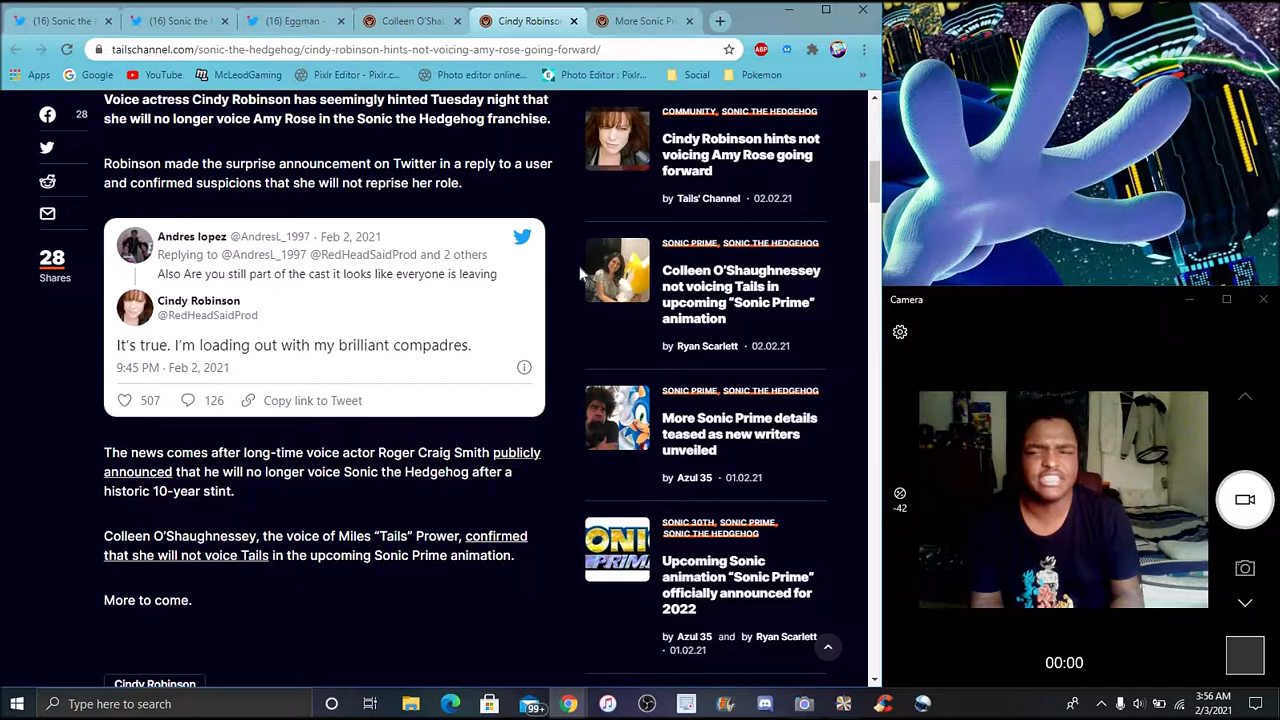 (16) Sonic the
(16) Sonic the
(16) Eggman -
Colleen O'Shau
Cindy Robinson
More Sonic Pri
tailschannel.com/sonic-the-hedgehog/cindy-robinson-hints-not-voicing-amy-rose-going-forward/
ABP
Apps
Google
YouTube
McLeodGaming
Pixlr Editor - Pixlr.c...
Photo editor online...
Photo Editor : Pixlr...
Social
Pokemon
»
28
28
Shares
Voice actress Cindy Robinson has seemingly hinted Tuesday night that
she will no longer voice Amy Rose in the Sonic the Hedgehog franchise.
Robinson made the surprise announcement on Twitter in a reply to a user
and confirmed suspicions that she will not reprise her role.
Andres lopez @AndresL_1997 · Feb 2, 2021
Replying to @AndresL_1997 @RedHeadSaidProd and 2 others
Also Are you still part of the cast it looks like everyone is leaving
Cindy Robinson
@RedHeadSaidProd
It's true. I'm loading out with my brilliant compadres.
9:45 PM · Feb 2, 2021
507
126
Copy link to Tweet
The news comes after long-time voice actor Roger Craig Smith publicly
announced that he will no longer voice Sonic the Hedgehog after a
historic 10-year stint.
Colleen O'Shaughnessey, the voice of Miles "Tails" Prower, confirmed
that she will not voice Tails in the upcoming Sonic Prime animation.
More to come.
Cindy Robinson
COMMUNITY, SONIC THE HEDGEHOG
Cindy Robinson hints not
voicing Amy Rose going
forward
by Tails' Channel • 02.02.21
SONIC PRIME, SONIC THE HEDGEHOG
Colleen O'Shaughnessey
not voicing Tails in
upcoming "Sonic Prime"
animation
by Ryan Scarlett • 02.02.21
SONIC PRIME, SONIC THE HEDGEHOG
More Sonic Prime details
teased as new writers
unveiled
by Azul 35 • 01.02.21
SONIC 30TH, SONIC PRIME,
SONIC THE HEDGEHOG
Upcoming Sonic
animation "Sonic Prime"
officially announced for
2022
by Azul 35 and by Ryan Scarlett
• 01.02.21
Camera
-42
00:00
Type here to search
99+
3:56 AM
2/3/2021